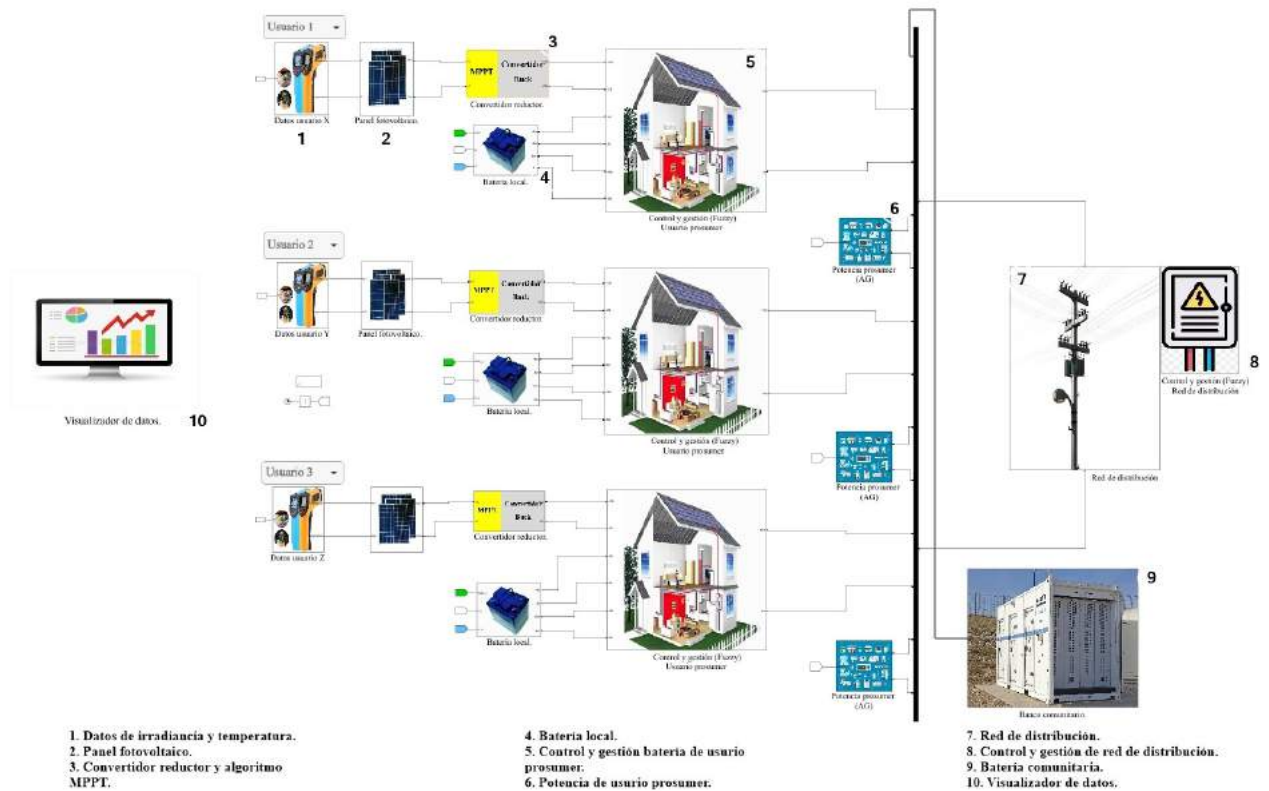 Usuario 1
3
MPPT
Convertidor
Buck
Convertidor reductor.
5
Datos usuario X
Panel fotovoltaico.
1
2
Batería local.
4
Control y gestión (Fuzzy)
Usuario prosumer
6
Potencia prosumer
(AG)
Usuario 2
MPPT
Convertidor
Buck
Convertidor reductor
Datos usuario Y
Panel fotovoltaico.
Batería local.
Control y gestión (Fuzzy)
Usuario prosumer
Visualizador de datos.
10
7
8
Control y gestión (Fuzzy)
Red de distribución
Red de distribución
Potencia prosumer
(AG)
Usuario 3
MPPT
Convertidor
Buck
Convertidor reductor.
Datos usuario Z
Batería local.
Control y gestión (Fuzzy)
Usuario prosumer
Potencia prosumer
(AG)
9
Banco comunitario
1. Datos de irradiancía y temperatura.
2. Panel fotovoltaico.
3. Convertidor reductor y algoritmo
MPPT.
4. Batería local.
5. Control y gestión batería de usurio
prosumer.
6. Potencia de usurio prosumer.
7. Red de distribución.
8. Control y gestión de red de distribución.
9. Batería comunitaria.
10. Visualizador de datos.